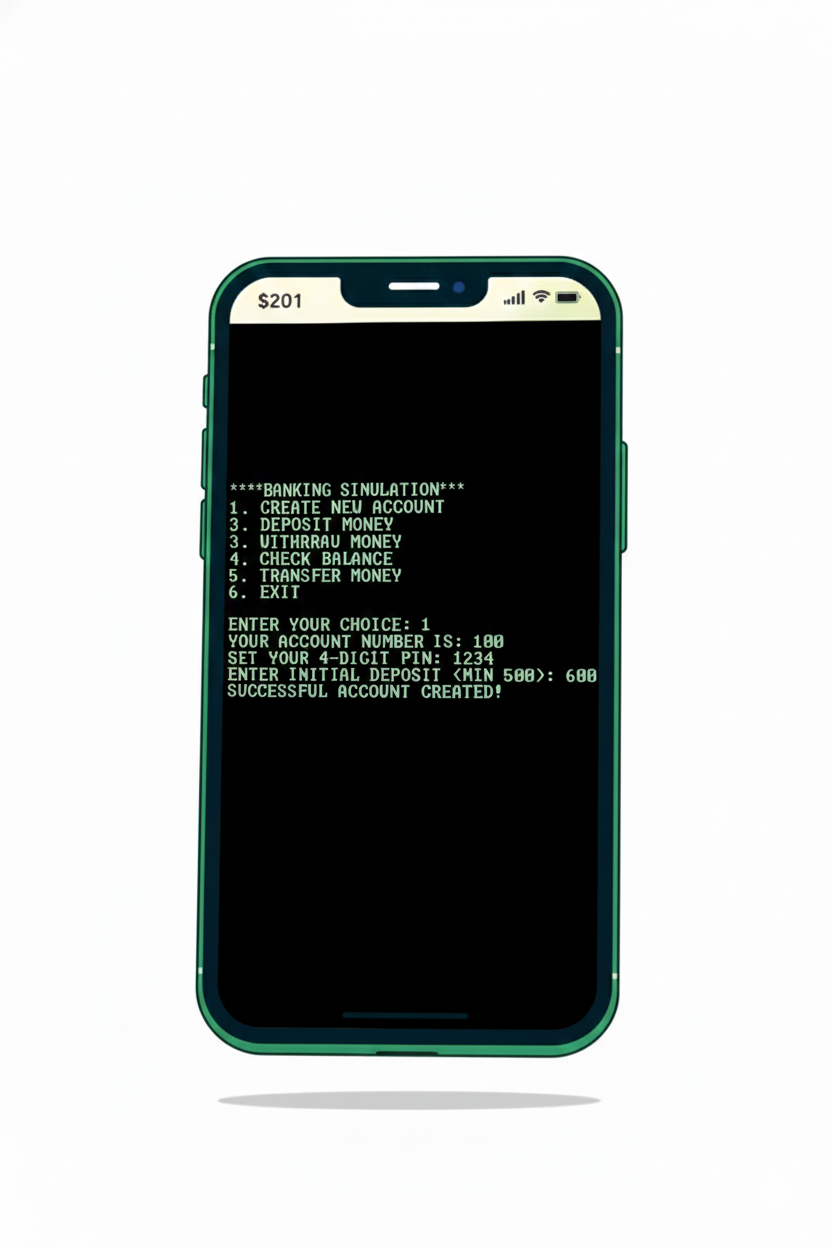 $201
****BANKING SINULATION***
1. CREATE NEW ACCOUNT
3. DEPOSIT MONEY
3. UITHRRAU MONEY
4. CHECK BALANCE
5. TRANSFER MONEY
6. EXIT
ENTER YOUR CHOICE: 1
YOUR ACCOUNT NUMBER IS: 100
SET YOUR 4-DIGIT PIN: 1234
ENTER INITIAL DEPOSIT <MIN 500>: 600
SUCCESSFUL ACCOUNT CREATED!